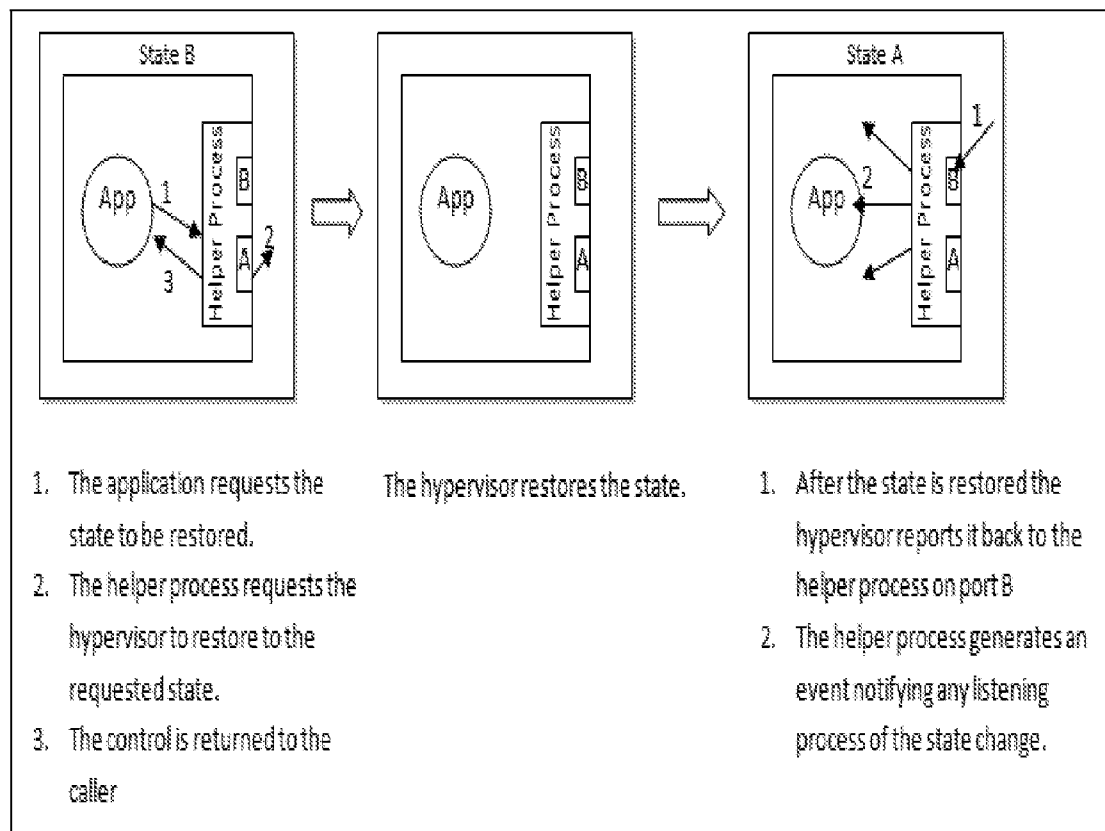 State B
App
1
3
2
Helper Process
B
A
App
Helper Process
B
A
State A
App
2
1
Helper Process
B
A
1. The application requests the
state to be restored.
2. The helper process requests the
hypervisor to restore to the
requested state.
3. The control is returned to the
caller
The hypervisor restores the state.
1. After the state is restored the
hypervisor reports it back to the
helper process on port B
2. The helper process generates an
event notifying any listening
process of the state change.